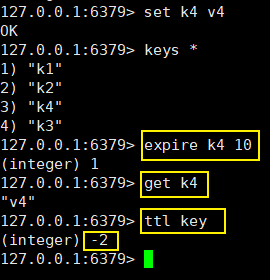 127.0.0.1:6379> set k4 v4
OK
127.0.0.1:6379> keys *
1) "k1"
2) "k2"
3) "k4"
4) "k3"
127.0.0.1:6379> expire k4 10
(integer) 1
127.0.0.1:6379> get k4
"v4"
127.0.0.1:6379> ttl key
(integer) -2
127.0.0.1:6379>